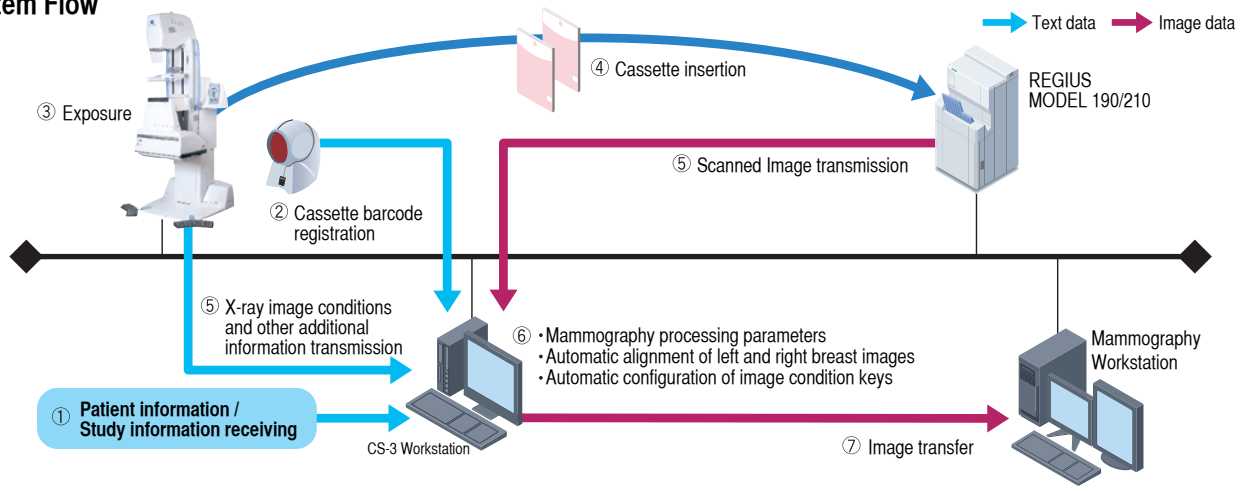 tem Flow
Text data
Image data
④ Cassette insertion
REGIUS
MODEL 190/210
③ Exposure
⑤ Scanned Image transmission
② Cassette barcode
registration
⑤ X-ray image conditions
and other additional
information transmission
⑥ ・Mammography processing parameters
・Automatic alignment of left and right breast images
・Automatic configuration of image condition keys
Mammography
Workstation
① Patient information /
Study information receiving
CS-3 Workstation
⑦ Image transfer